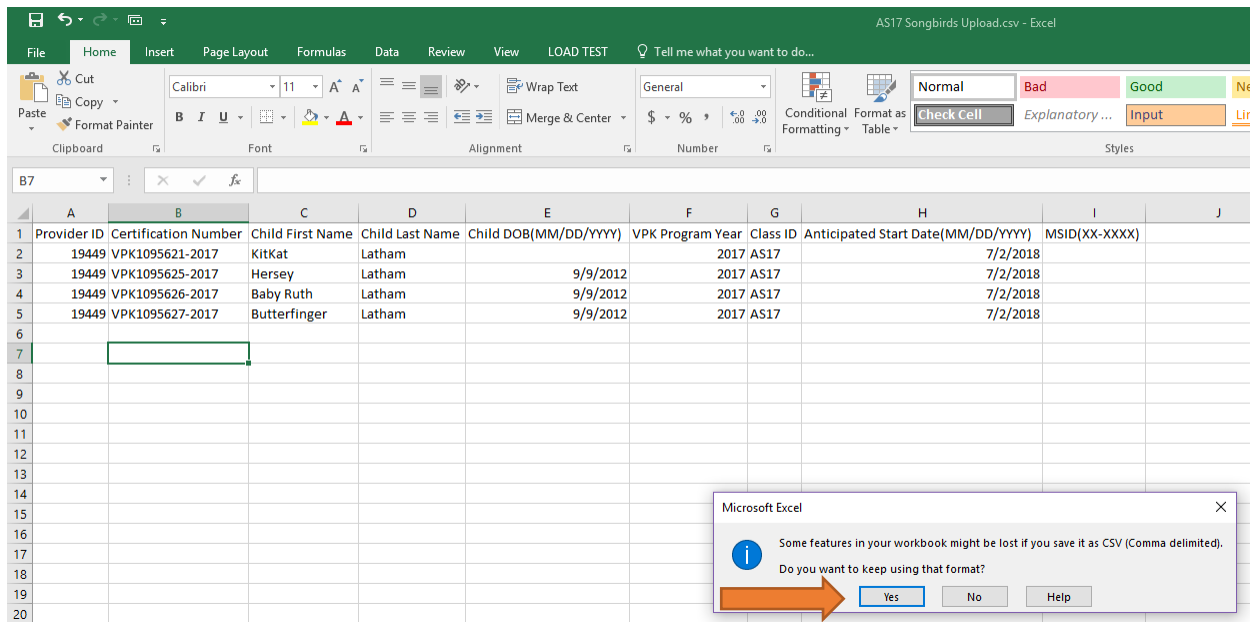 AS17 Songbirds Upload.csv - Excel
File Home Insert Page Layout Formulas Data Review View LOAD TEST Tell me what you want to do...
Cut
Copy
Format Painter
Paste
Clipboard
Calibri 11 A A
B I U A
Font
Wrap Text
Merge & Center
Alignment
General
$ % , .00 .0
Number
Conditional Formatting
Format as Table
Normal Bad Good Ne
Check Cell Explanatory ... Input Lin
Styles
B7 fx
A B C D E F G H I J
1 Provider ID Certification Number Child First Name Child Last Name Child DOB(MM/DD/YYYY) VPK Program Year Class ID Anticipated Start Date(MM/DD/YYYY) MSID(XX-XXXX)
2 19449 VPK1095621-2017 KitKat Latham 2017 AS17 7/2/2018
3 19449 VPK1095625-2017 Hersey Latham 9/9/2012 2017 AS17 7/2/2018
4 19449 VPK1095626-2017 Baby Ruth Latham 9/9/2012 2017 AS17 7/2/2018
5 19449 VPK1095627-2017 Butterfinger Latham 9/9/2012 2017 AS17 7/2/2018
6
7
8
9
10
11
12
13
14
15
16
17
18
19
20
Microsoft Excel
Some features in your workbook might be lost if you save it as CSV (Comma delimited).
Do you want to keep using that format?
Yes No Help